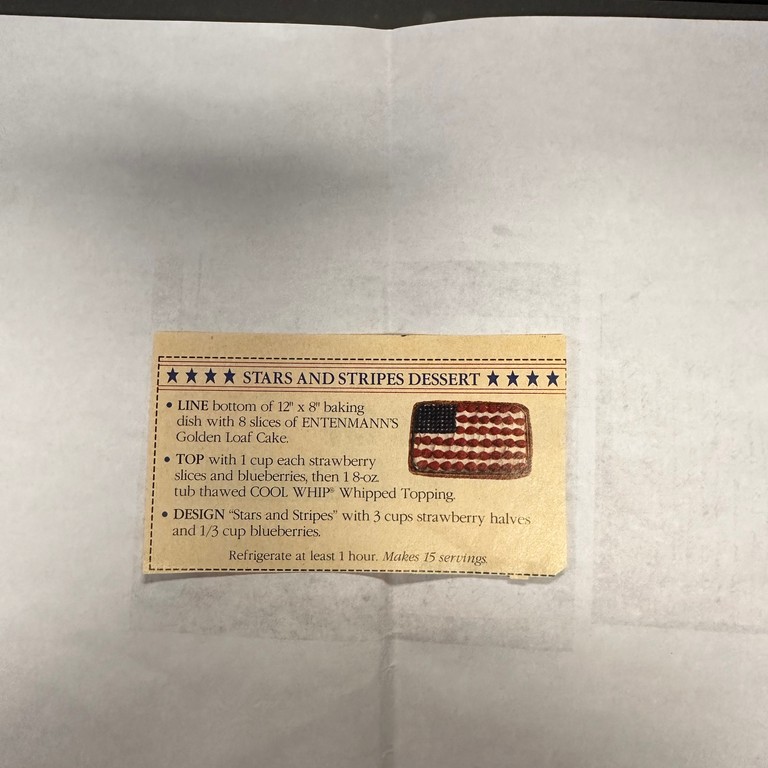 ★★★★ STARS AND STRIPES DESSERT ★★★★
• LINE bottom of 12" x 8" baking
dish with 8 slices of ENTENMANN'S
Golden Loaf Cake.
• TOP with 1 cup each strawberry
slices and blueberries, then 1 8-oz.
tub thawed COOL WHIP® Whipped Topping.
• DESIGN "Stars and Stripes" with 3 cups strawberry halves
and 1/3 cup blueberries.
Refrigerate at least 1 hour. Makes 15 servings.